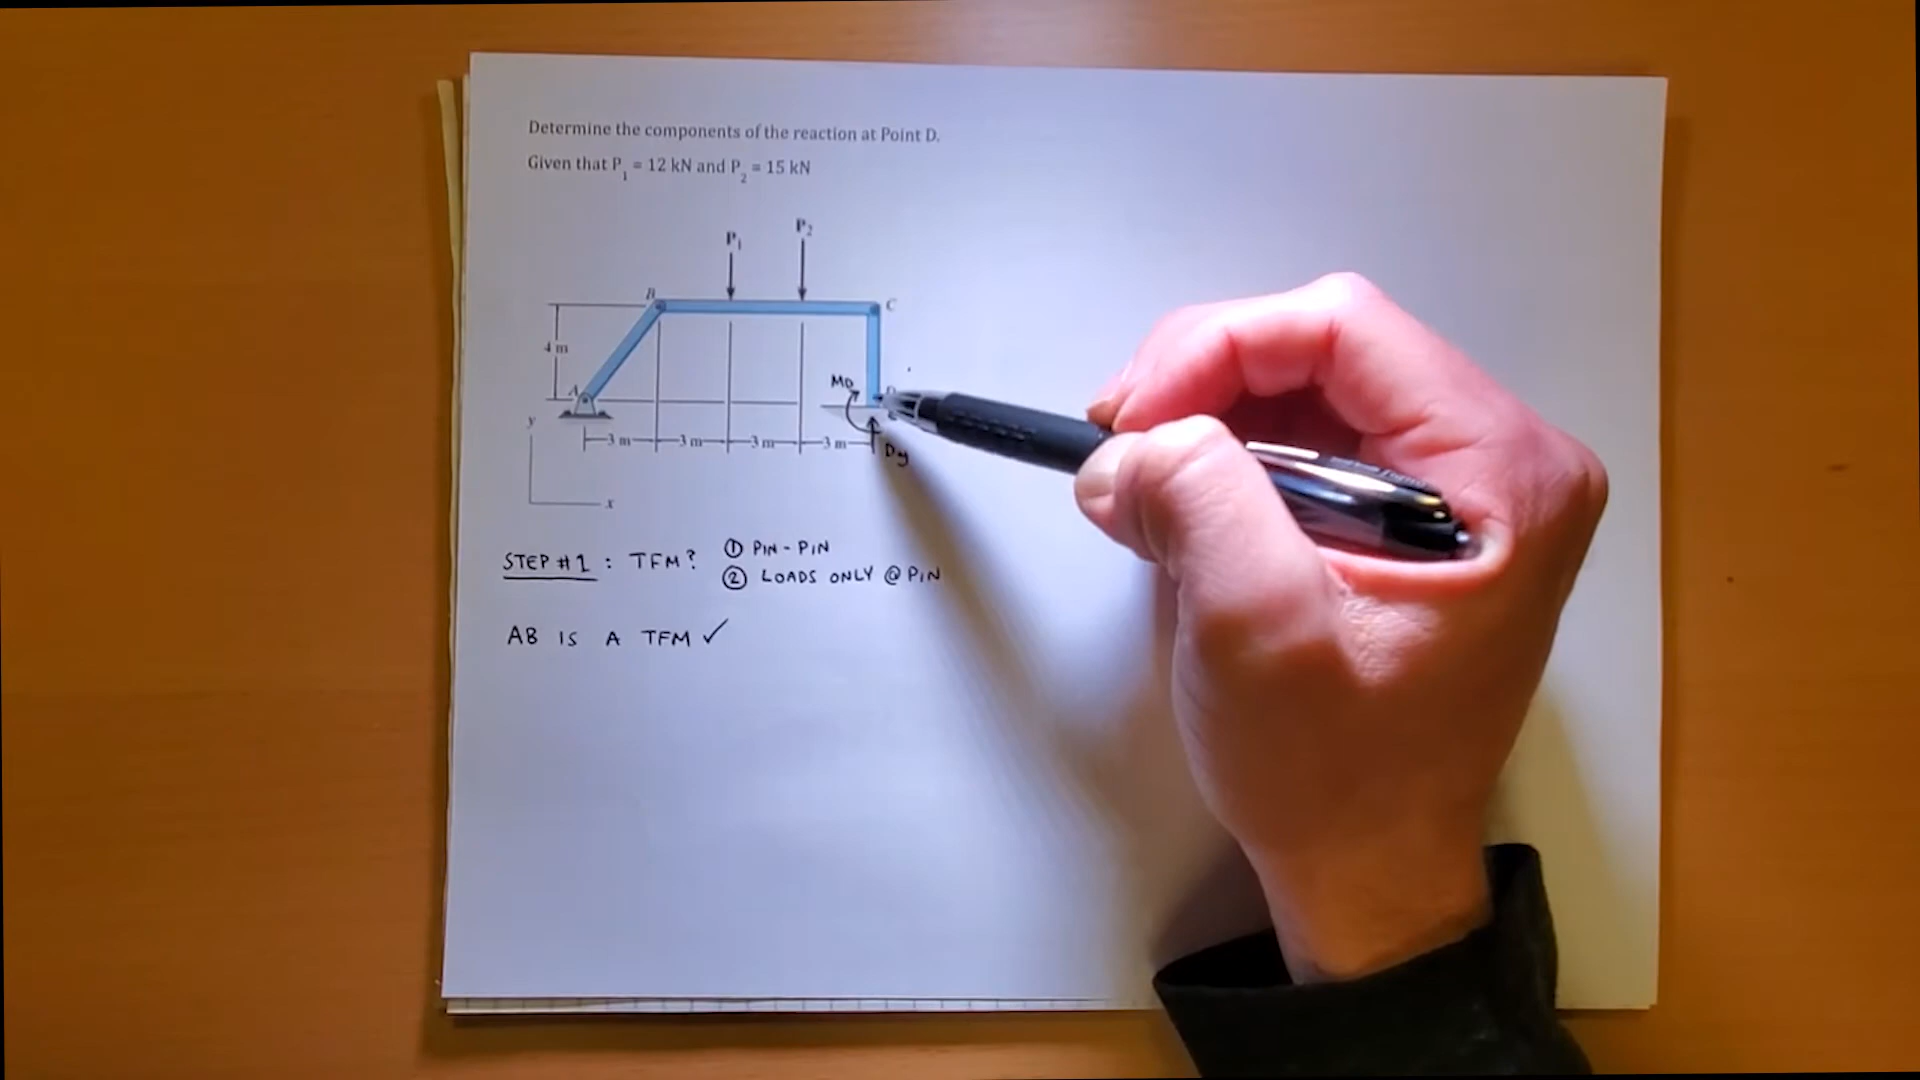 Determine the components of the reaction at Point D.
Given that P₁ = 12 kN and P₂ = 15 kN
P₂
P₁
B
C
4 m
A
MD
y
3 m 3 m 3 m 3 m
Dy
x
STEP #1 : TFM? ① PIN - PIN
② LOADS ONLY @ PIN
AB IS A TFM ✓